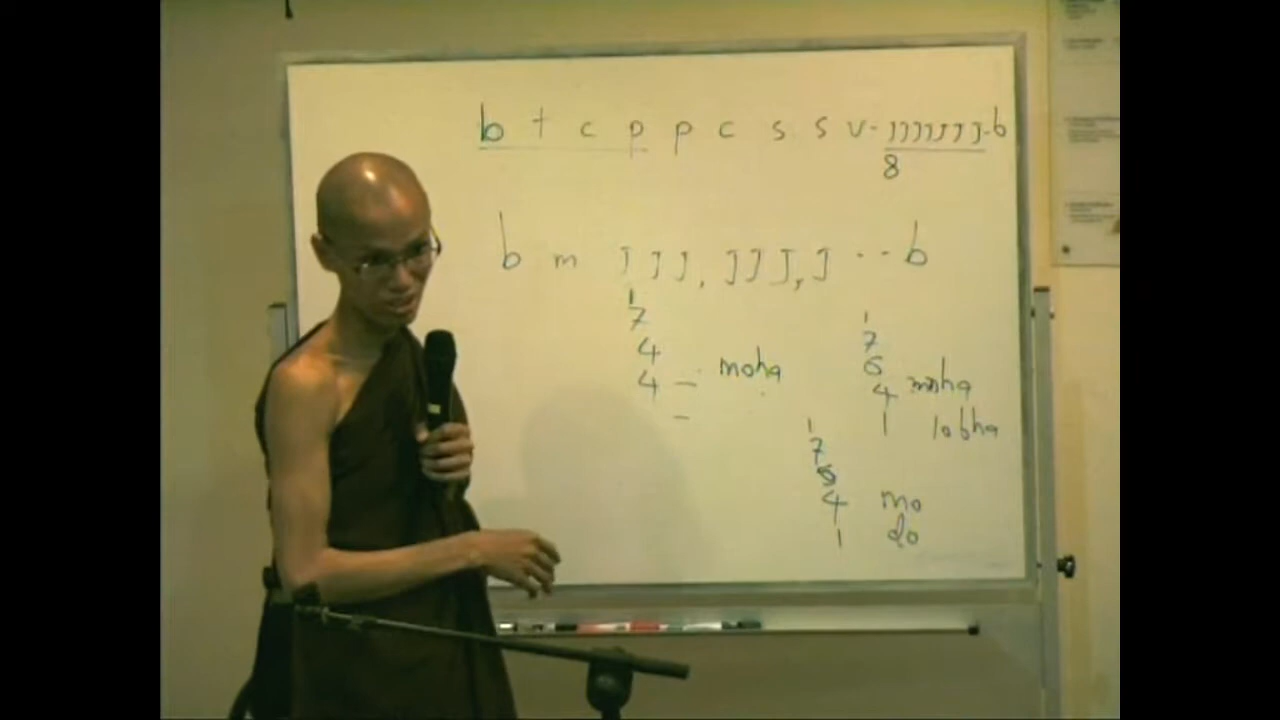 b t c p p c s s v - J J J J J J J - b
8
b m J J J, J J J, J - - b
1
7
4
4 - moha
-
1
7
6
4 moha
1 lobha
1
7
4 mo
1 do